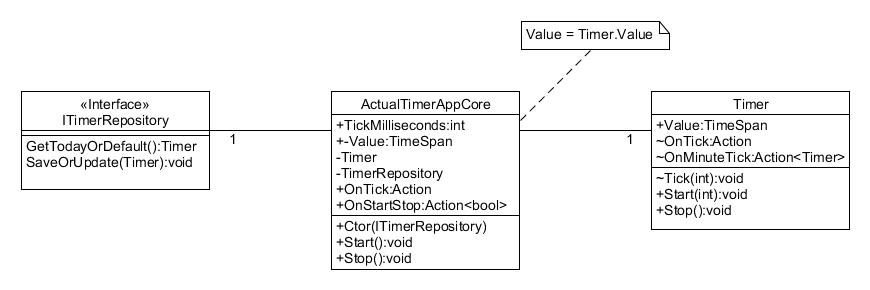 Value = Timer.Value
«Interface»
ITimerRepository
GetTodayOrDefault():Timer
SaveOrUpdate(Timer):void
1
ActualTimerAppCore
+TickMilliseconds:int
+-Value:TimeSpan
-Timer
-TimerRepository
+OnTick:Action
+OnStartStop:Action<bool>
+Ctor(ITimerRepository)
+Start():void
+Stop():void
1
Timer
+Value:TimeSpan
~OnTick:Action
~OnMinuteTick:Action<Timer>
~Tick(int):void
+Start(int):void
+Stop():void